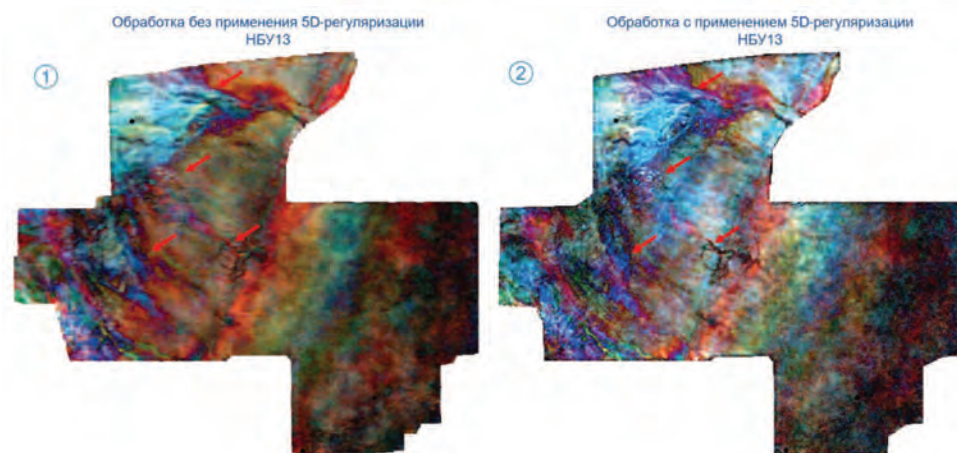 Обработка без применения 5D-регуляризации
НБУ13
Обработка с применением 5D-регуляризации
НБУ13
1
2